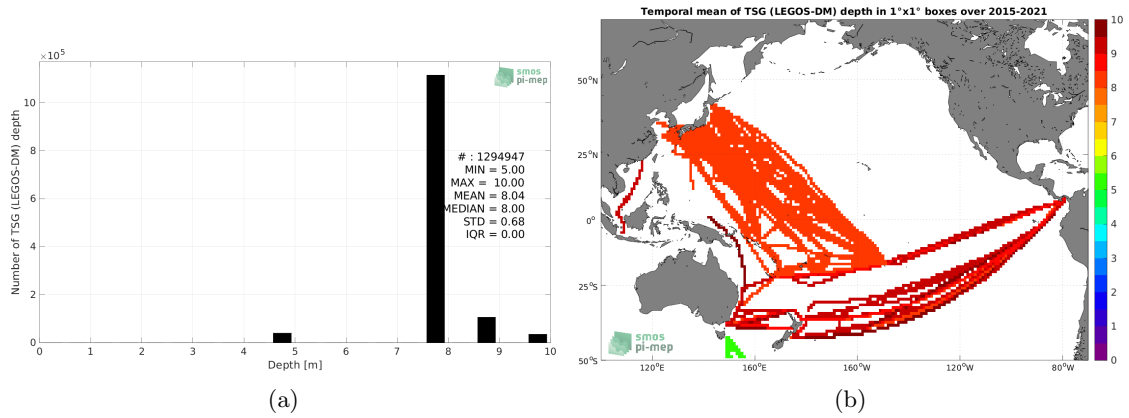 ×10⁵
10
8
6
4
2
0
Number of TSG (LEGOS-DM) depth
smos
pi-mep
# : 1294947
MIN = 5.00
MAX = 10.00
MEAN = 8.04
MEDIAN = 8.00
STD = 0.68
IQR = 0.00
0 1 2 3 4 5 6 7 8 9 10
Depth [m]
(a)
Temporal mean of TSG (LEGOS-DM) depth in 1°x1° boxes over 2015-2021
50°N
25°N
0°
25°S
50°S
120°E 160°E 160°W 120°W 80°W
smos
pi-mep
10
9
8
7
6
5
4
3
2
1
0
(b)